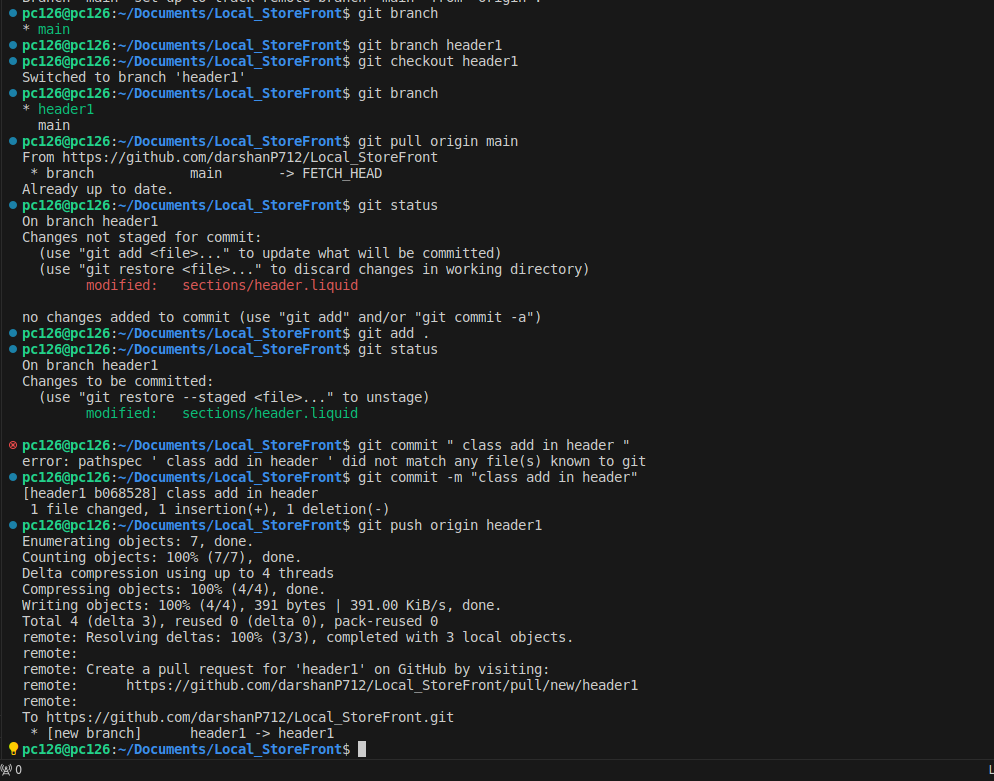 pc126@pc126:~/Documents/Local_StoreFront$ git branch
* main
pc126@pc126:~/Documents/Local_StoreFront$ git branch header1
pc126@pc126:~/Documents/Local_StoreFront$ git checkout header1
Switched to branch 'header1'
pc126@pc126:~/Documents/Local_StoreFront$ git branch
* header1
  main
pc126@pc126:~/Documents/Local_StoreFront$ git pull origin main
From https://github.com/darshanP712/Local_StoreFront
 * branch            main       -> FETCH_HEAD
Already up to date.
pc126@pc126:~/Documents/Local_StoreFront$ git status
On branch header1
Changes not staged for commit:
  (use "git add <file>..." to update what will be committed)
  (use "git restore <file>..." to discard changes in working directory)
        modified:   sections/header.liquid

no changes added to commit (use "git add" and/or "git commit -a")
pc126@pc126:~/Documents/Local_StoreFront$ git add .
pc126@pc126:~/Documents/Local_StoreFront$ git status
On branch header1
Changes to be committed:
  (use "git restore --staged <file>..." to unstage)
        modified:   sections/header.liquid

pc126@pc126:~/Documents/Local_StoreFront$ git commit " class add in header "
error: pathspec ' class add in header ' did not match any file(s) known to git
pc126@pc126:~/Documents/Local_StoreFront$ git commit -m "class add in header"
[header1 b068528] class add in header
 1 file changed, 1 insertion(+), 1 deletion(-)
pc126@pc126:~/Documents/Local_StoreFront$ git push origin header1
Enumerating objects: 7, done.
Counting objects: 100% (7/7), done.
Delta compression using up to 4 threads
Compressing objects: 100% (4/4), done.
Writing objects: 100% (4/4), 391 bytes | 391.00 KiB/s, done.
Total 4 (delta 3), reused 0 (delta 0), pack-reused 0
remote: Resolving deltas: 100% (3/3), completed with 3 local objects.
remote:
remote: Create a pull request for 'header1' on GitHub by visiting:
remote:      https://github.com/darshanP712/Local_StoreFront/pull/new/header1
remote:
To https://github.com/darshanP712/Local_StoreFront.git
 * [new branch]      header1 -> header1
pc126@pc126:~/Documents/Local_StoreFront$
0